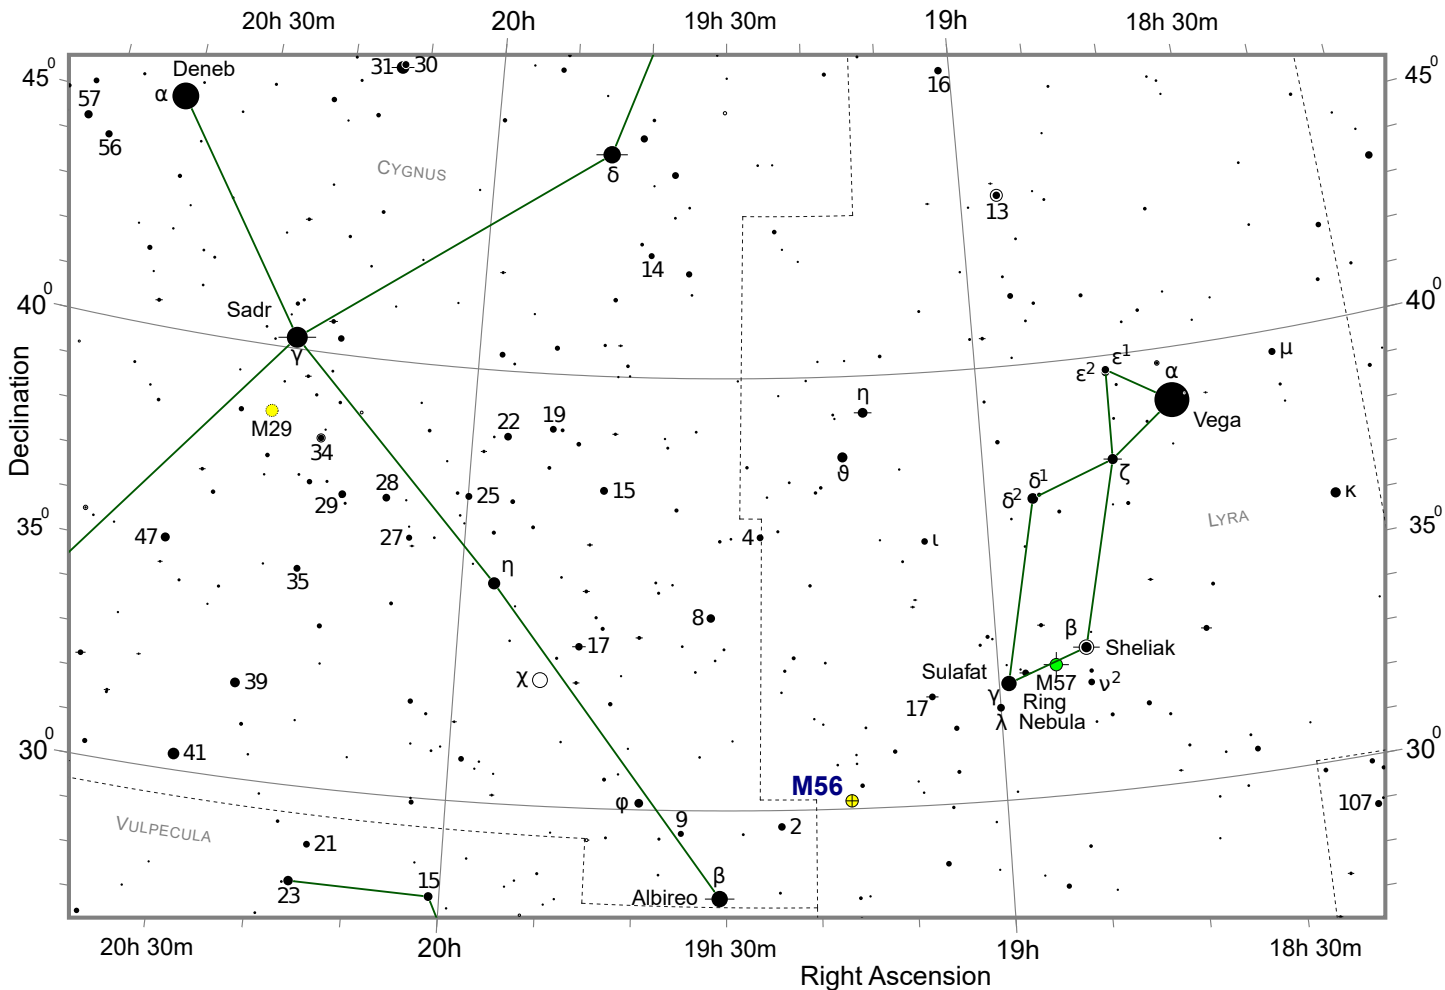 20h 30m 20h 19h 30m 19h 18h 30m
45⁰ 45⁰
Deneb
α
31 30
16
57
56
CYGNUS
δ
13
14
40⁰ 40⁰
Sadr
γ
ε¹
ε²
α
μ
Vega
M29
34
22
19
η
ϑ
ζ
28
29
25
15
δ¹
δ²
κ
LYRA
35⁰ 35⁰
47
27
4
ι
35
η
8
17
β
Sheliak
χ
Sulafat
M57
ν²
39
17
γ
Ring
λ
Nebula
30⁰ 30⁰
41
M56
φ
9
2
107
VULPECULA
21
23
15
β
Albireo
20h 30m 20h 19h 30m 19h 18h 30m
Right Ascension
Declination